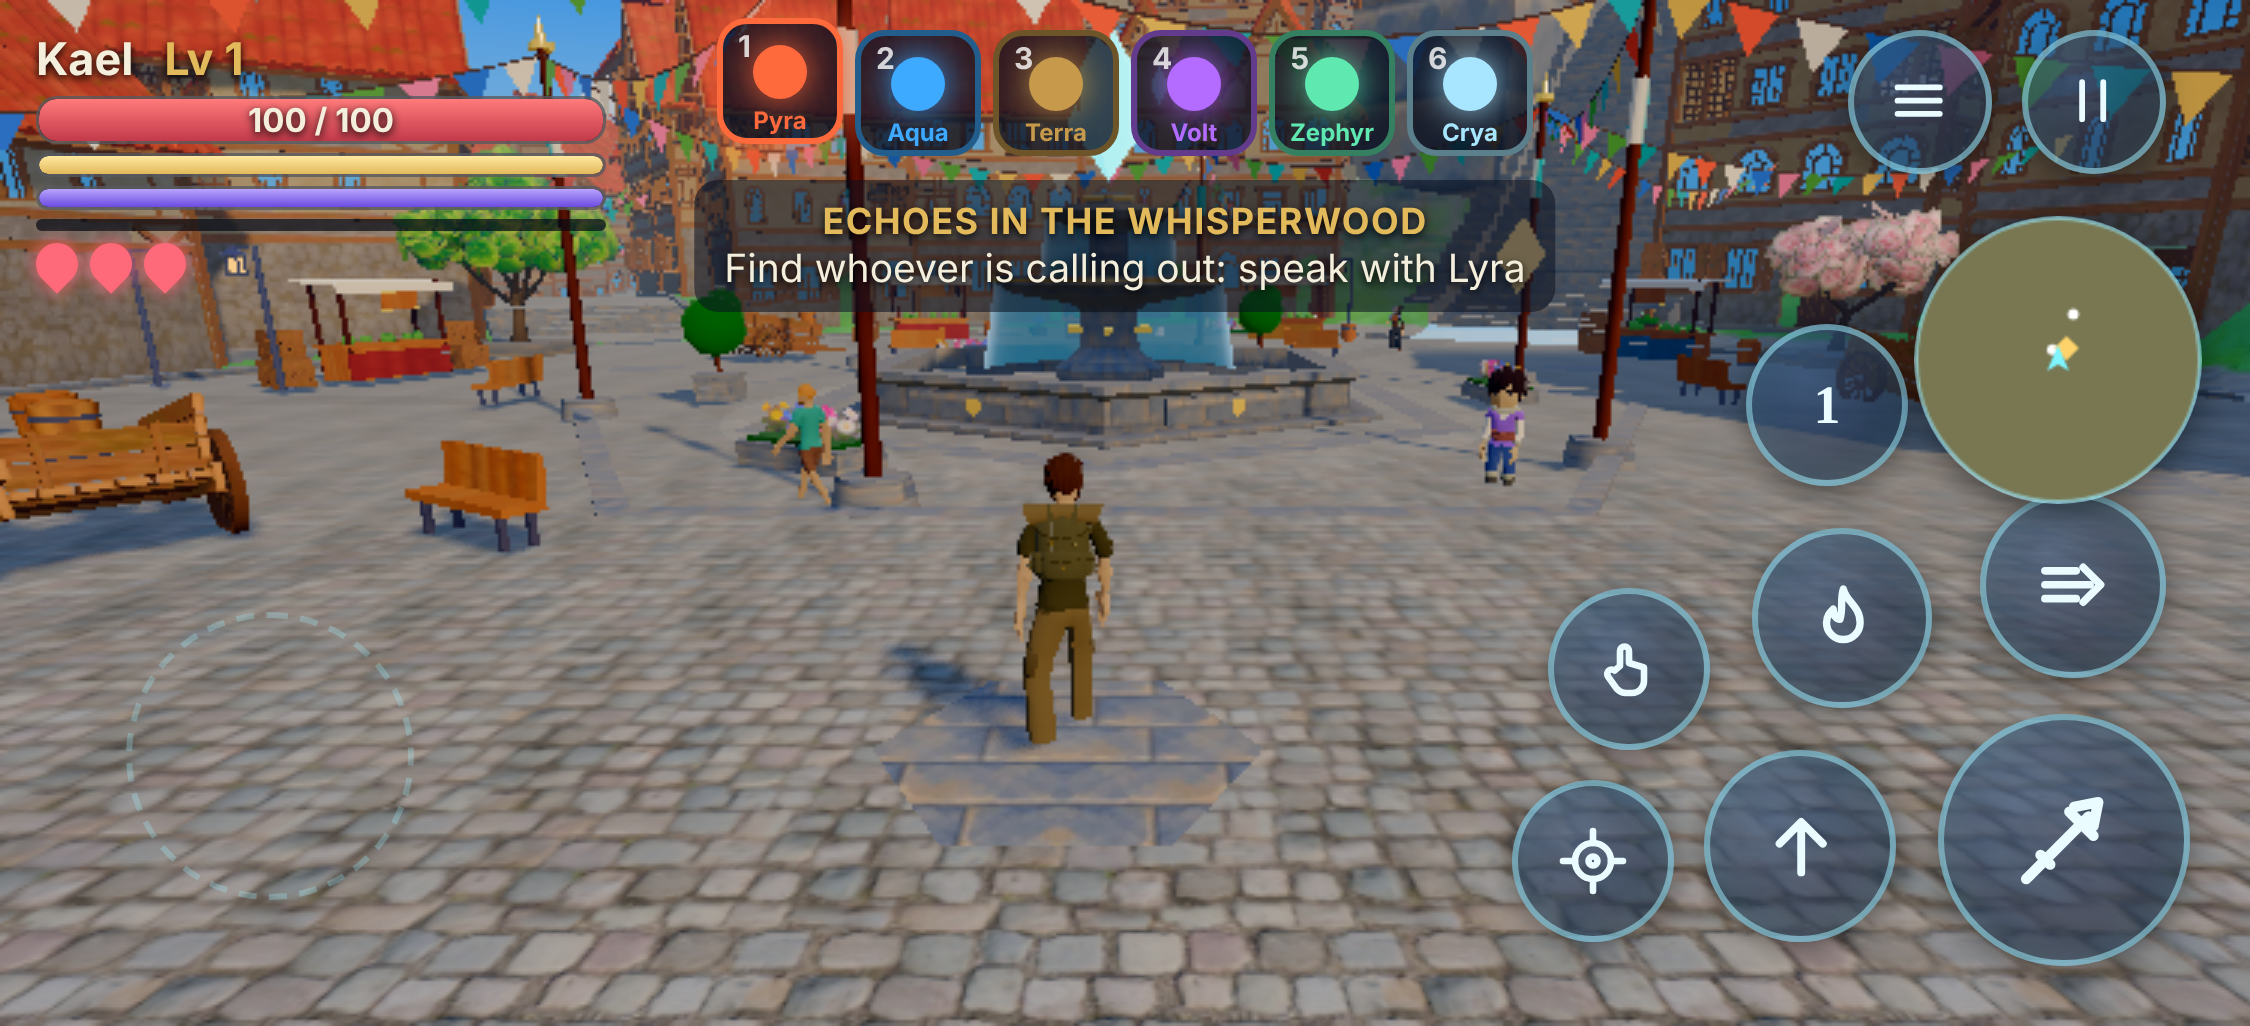 Kael Lv 1
100 / 100
1 Pyra
2 Aqua
3 Terra
4 Volt
5 Zephyr
6 Crya
ECHOES IN THE WHISPERWOOD
Find whoever is calling out: speak with Lyra
1